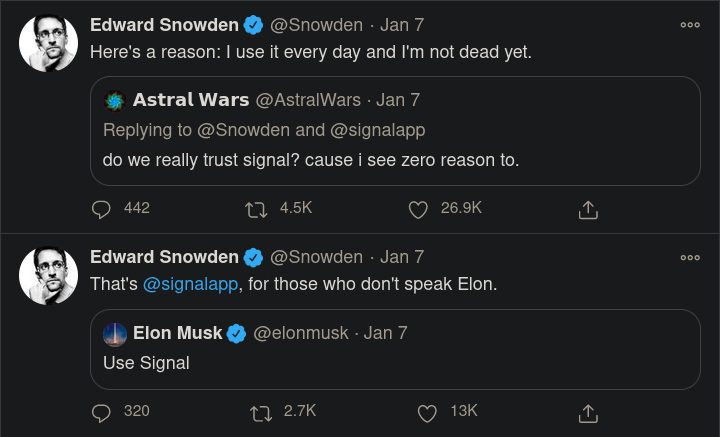 Edward Snowden @Snowden · Jan 7
Here's a reason: I use it every day and I'm not dead yet.
Astral Wars @AstralWars · Jan 7
Replying to @Snowden and @signalapp
do we really trust signal? cause i see zero reason to.
442 4.5K 26.9K
Edward Snowden @Snowden · Jan 7
That's @signalapp, for those who don't speak Elon.
Elon Musk @elonmusk · Jan 7
Use Signal
320 2.7K 13K